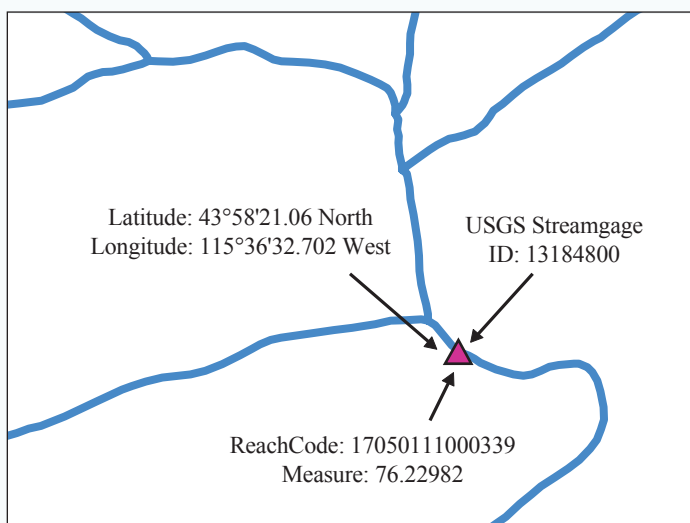 Latitude: 43°58'21.06 North
Longitude: 115°36'32.702 West
USGS Streamgage
ID: 13184800
ReachCode: 17050111000339
Measure: 76.22982